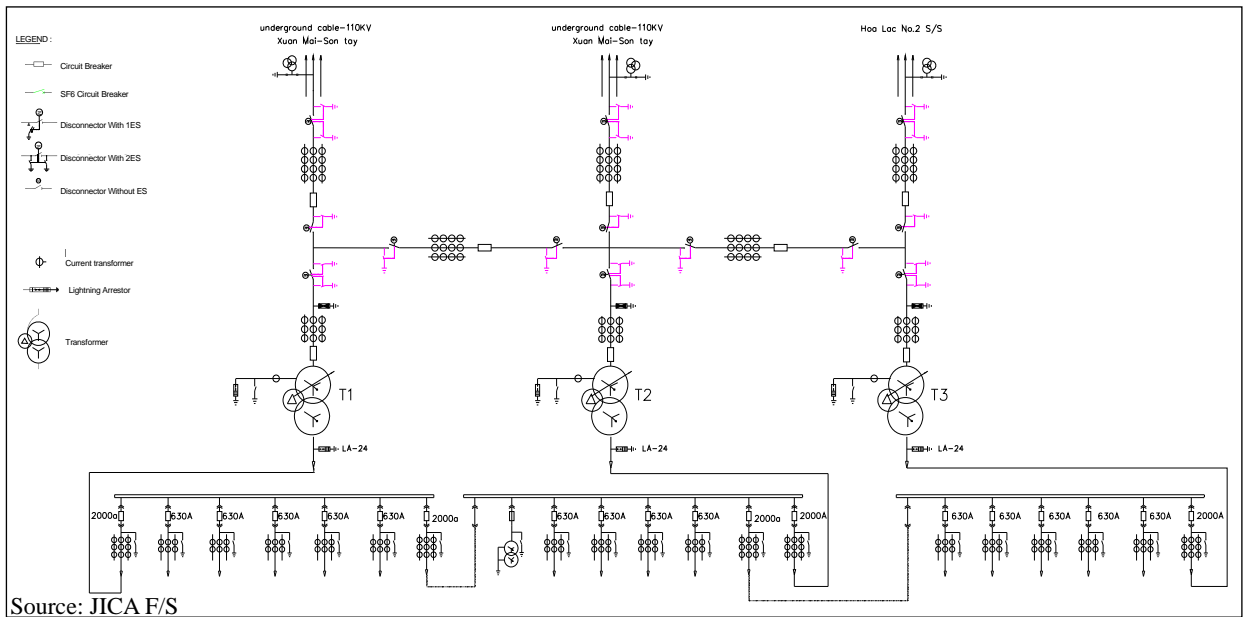 underground cable-110KV
Xuan Mai-Son tay
underground cable-110KV
Xuan Mai-Son tay
Hoa Lac No.2 S/S
LEGEND :
Circuit Breaker
SF6 Circuit Breaker
Disconnector With 1ES
Disconnector With 2ES
Disconnector Without ES
Current transformer
Lightning Arrestor
Transformer
T1
T2
T3
LA-24
LA-24
LA-24
2000a
630A
630A
630A
630A
630A
2000a
630A
630A
630A
630A
2000a
2000A
630A
630A
630A
630A
630A
2000A
Source: JICA F/S